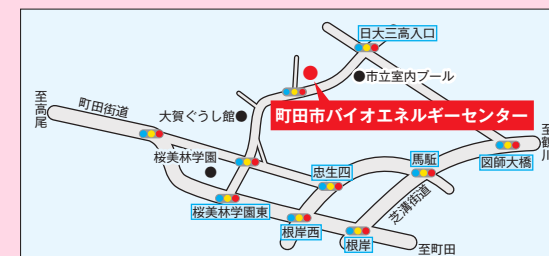 日大三高入口
市立室内プール
町田市バイオエネルギーセンター
至高尾
町田街道
大賀ぐうし館
至鶴川
桜美林学園
忠生四
馬駈
図師大橋
桜美林学園東
芝溝街道
根岸西
根岸
至町田